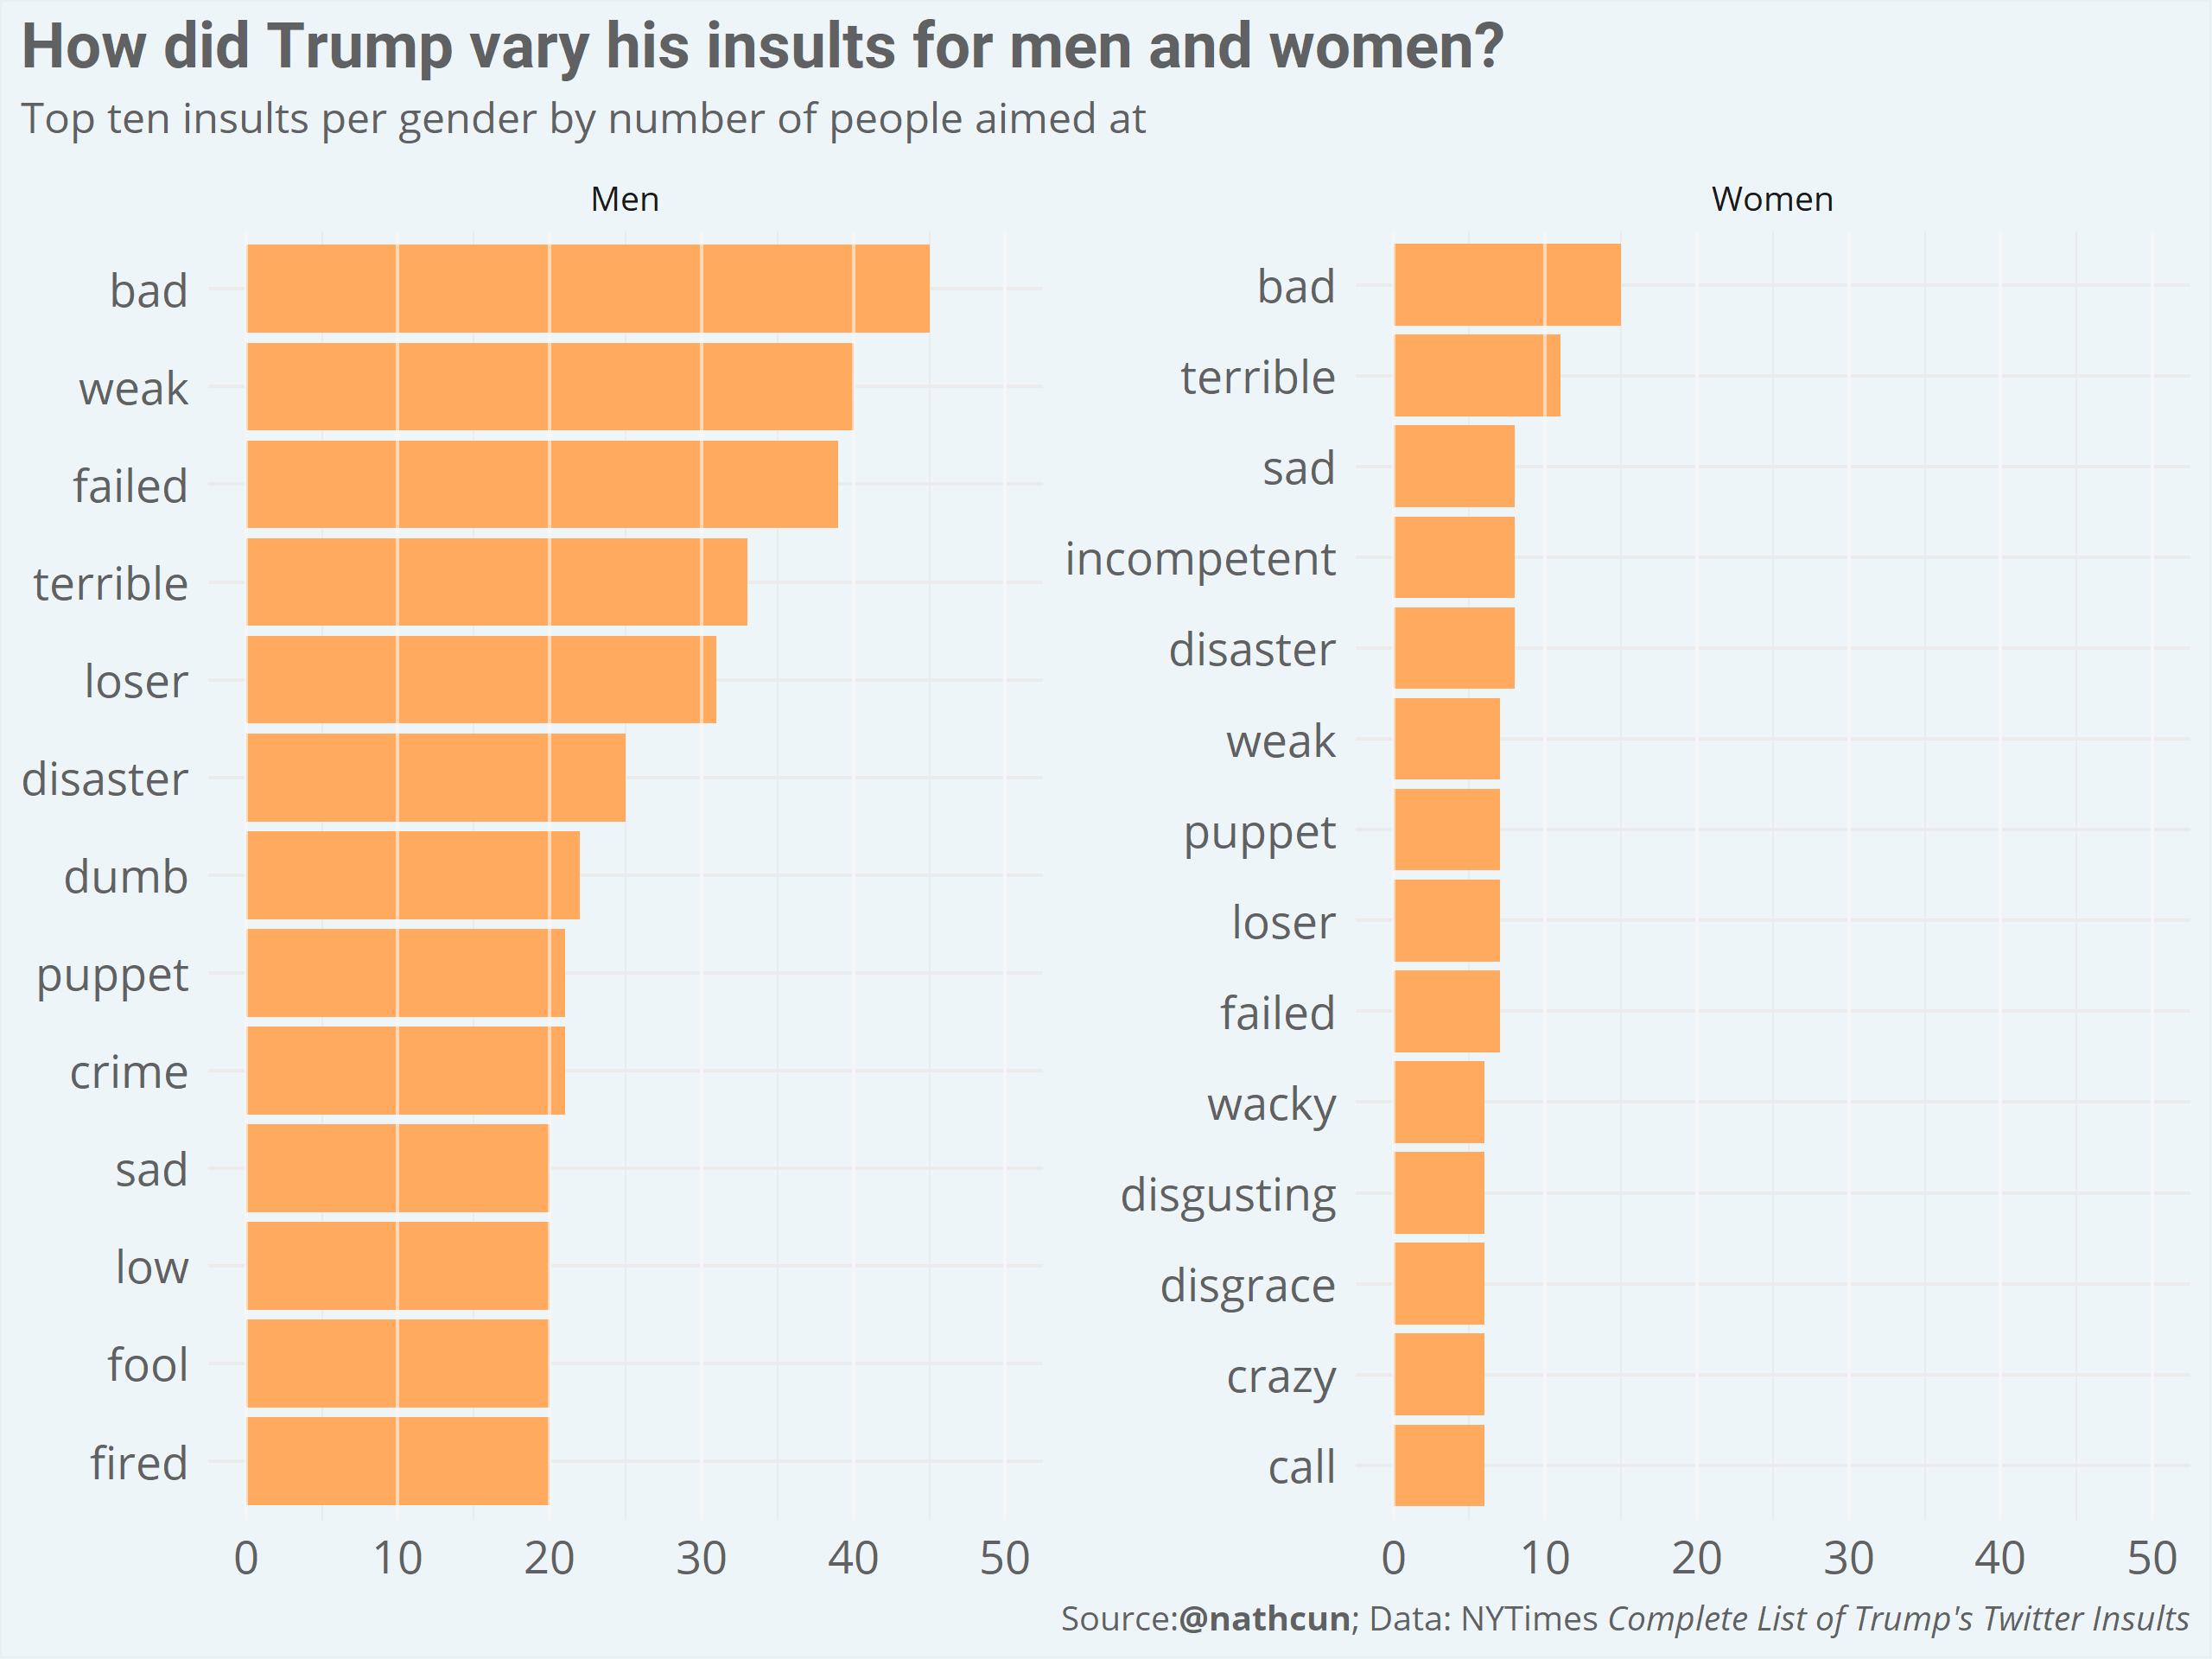 How did Trump vary his insults for men and women?
Top ten insults per gender by number of people aimed at
Men
bad
weak
failed
terrible
loser
disaster
dumb
puppet
crime
sad
low
fool
fired
0 10 20 30 40 50
Women
bad
terrible
sad
incompetent
disaster
weak
puppet
loser
failed
wacky
disgusting
disgrace
crazy
call
0 10 20 30 40 50
Source:@nathcun; Data: NYTimes Complete List of Trump's Twitter Insults